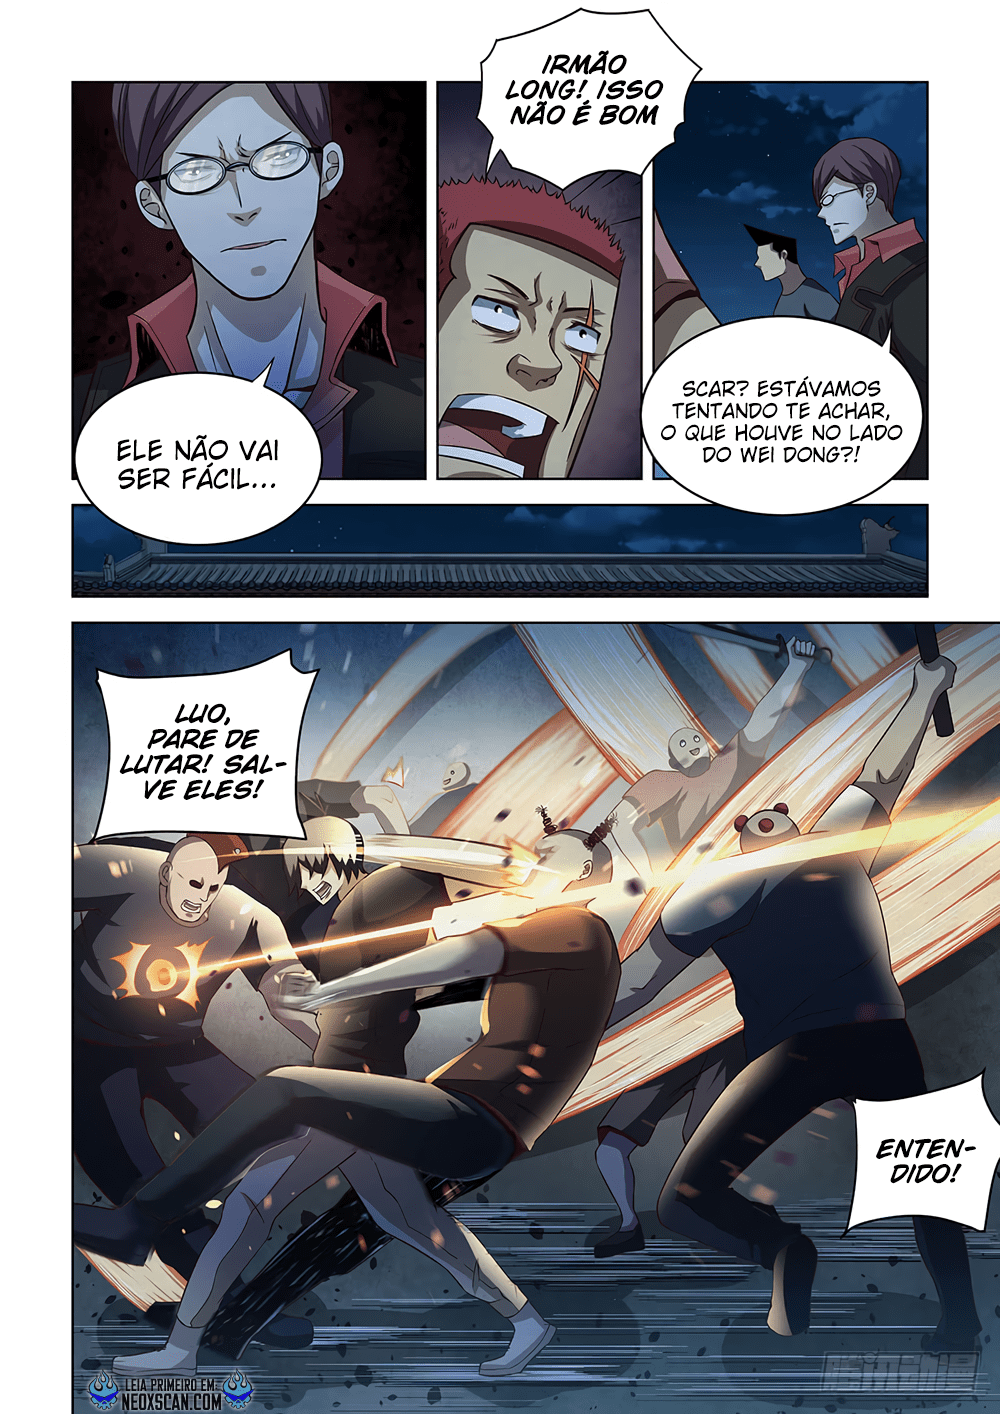 ELE NÃO VAI
SER FÁCIL...
IRMÃO
LONG! ISSO
NÃO É BOM
SCAR? ESTÁVAMOS
TENTANDO TE ACHAR,
O QUE HOUVE NO LADO
DO WEI DONG?!
LUO,
PARE DE
LUTAR! SAL-
VE ELES!
ENTEN-
DIDO!
LEIA PRIMEIRO EM:
NEOXSCAN.COM